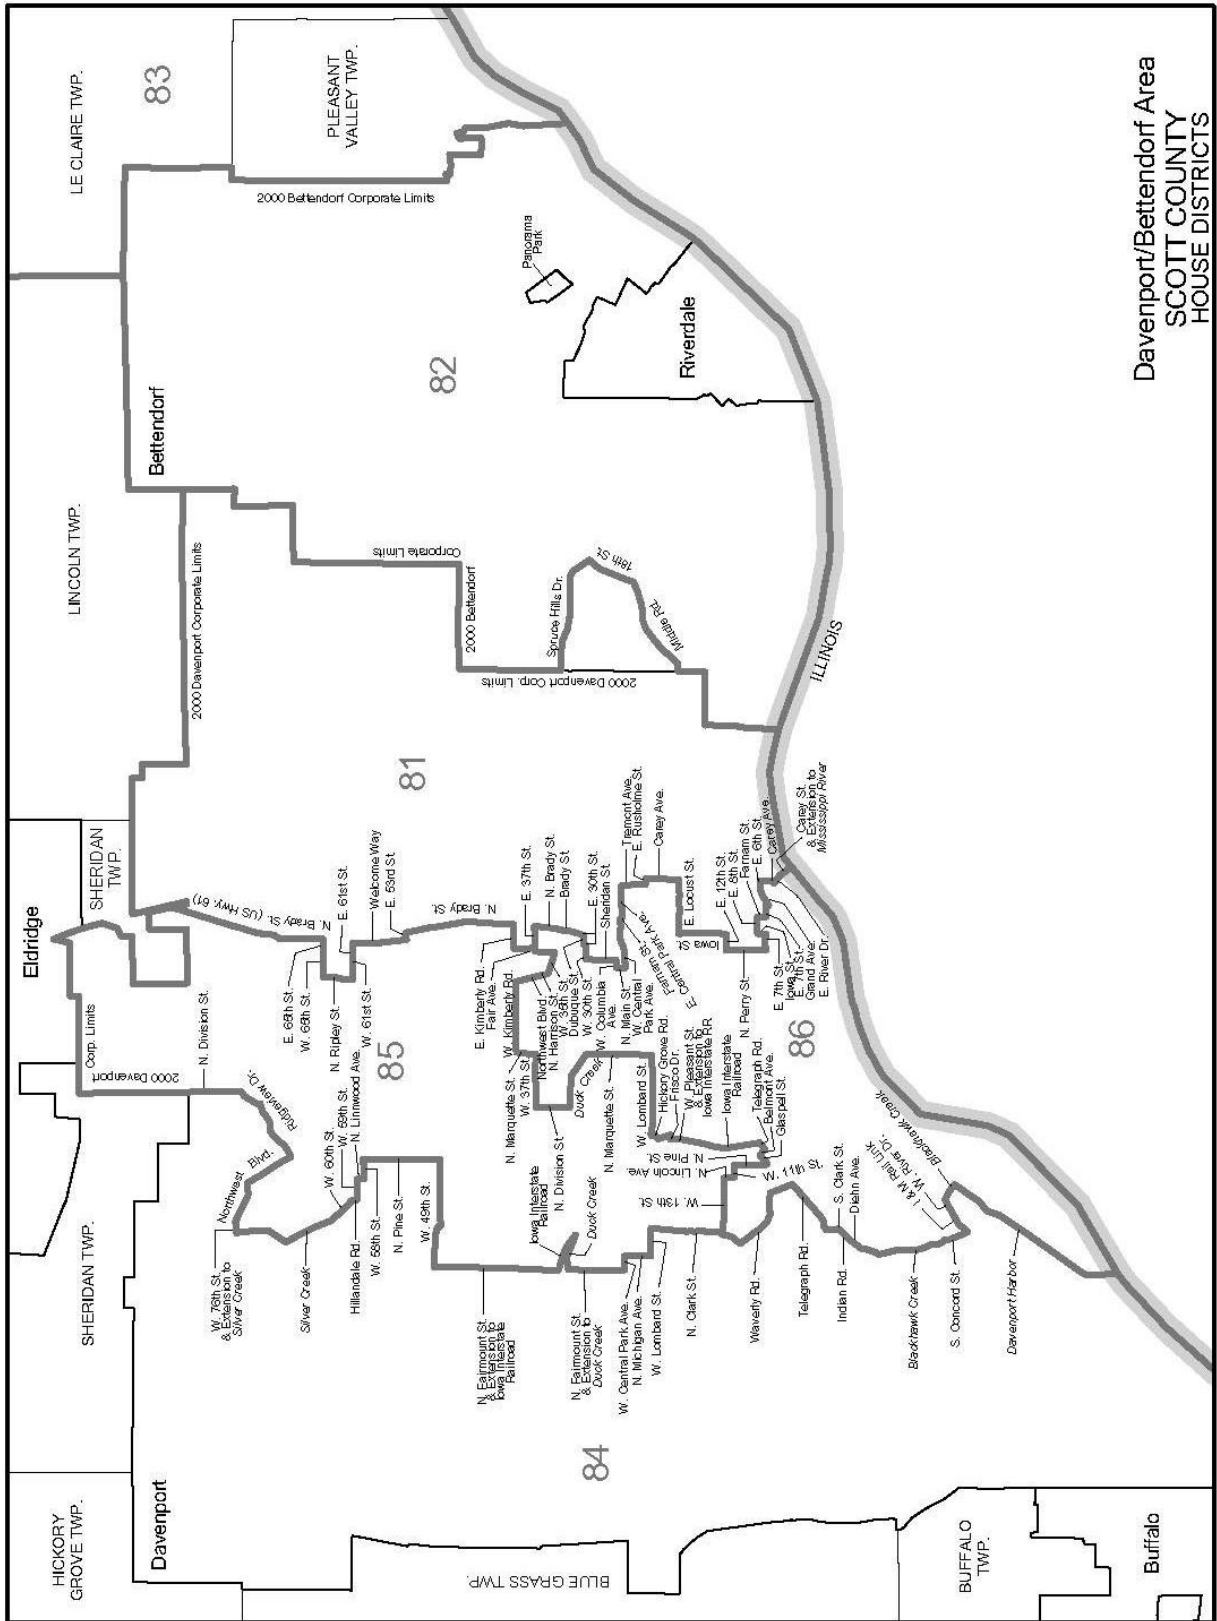 HICKORY
GROVE TWP.
SHERIDAN TWP.
Eldridge
SHERIDAN
TWP.
LINCOLN TWP.
LE CLAIRE TWP.
83
Davenport
2000 Davenport
Corp. Limits
N. Division St.
Ridgeview Dr.
Northwest
Blvd.
W. 76th St.
& Extension to
Silver Creek
Silver Creek
W. 60th St.
W. 59th St.
N. Linnwood Ave.
Hillandale Rd.
W. 58th St.
N. Pine St.
W. 49th St.
N. Brady St. (US Hwy. 61)
E. 66th St.
W. 66th St.
N. Ripley St.
E. 61st St.
W. 61st St.
Welcome Way
E. 53rd St.
N. Brady St.
85
2000 Davenport Corporate Limits
Bettendorf
2000 Bettendorf Corporate Limits
PLEASANT
VALLEY TWP.
2000 Bettendorf
Corporate Limits
81
82
84
BLUE GRASS TWP.
N. Fairmount St.
& Extension to
Iowa Interstate
Railroad
Iowa Interstate
Railroad
Duck Creek
N. Fairmount St.
& Extension to
Duck Creek
W. Central Park Ave.
N. Michigan Ave.
W. Lombard St.
N. Clark St.
E. Kimberly Rd.
Fair Ave.
W. Kimberly Rd.
N. Marquette St.
W. 37th St.
N. Division St.
Duck Creek
N. Marquette St.
W. Lombard St.
Hickory Grove Rd.
Frisco Dr.
W. Pleasant St.
& Extension to
Iowa Interstate RR
Iowa Interstate
Railroad
Telegraph Rd.
Belmont Ave.
Glaspell St.
N. Pine St.
N. Lincoln Ave.
W. 11th St.
W. 13th St.
Northwest Blvd.
N. Harrison St.
W. 35th St.
Dubuque St.
W. 30th St.
W. Columbia
Ave.
N. Main St.
W. Central
Park Ave.
E. 37th St.
N. Brady St.
Brady St.
E. 30th St.
Sheridan St.
Tremont Ave.
E. Rusholme St.
Carey Ave.
Farnam St.
E. Central Park Ave.
E. Locust St.
Iowa St.
N. Perry St.
E. 12th St.
E. 8th St.
Farnam St.
E. 6th St.
Carey Ave.
Carey St.
& Extension to
Mississippi River
E. 7th St.
Iowa St.
E. 7th St.
Grand Ave.
E. River Dr.
86
Spruce Hills Dr.
18th St.
Middle Rd.
2000 Davenport Corp. Limits
Panorama
Park
Riverdale
ILLINOIS
Waverly Rd.
Telegraph Rd.
Indian Rd.
S. Clark St.
Diehn Ave.
Blackhawk Creek
Blackhawk Creek
I & M Rail Link
W. River Dr.
S. Concord St.
Davenport Harbor
BUFFALO
TWP.
Buffalo
Davenport/Bettendorf Area
SCOTT COUNTY
HOUSE DISTRICTS